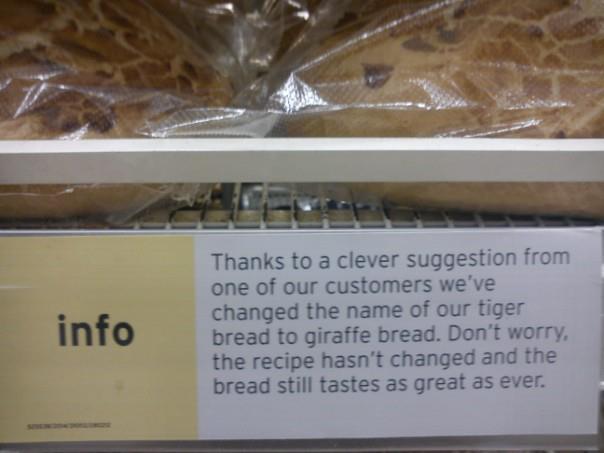 info
Thanks to a clever suggestion from
one of our customers we've
changed the name of our tiger
bread to giraffe bread. Don't worry,
the recipe hasn't changed and the
bread still tastes as great as ever.